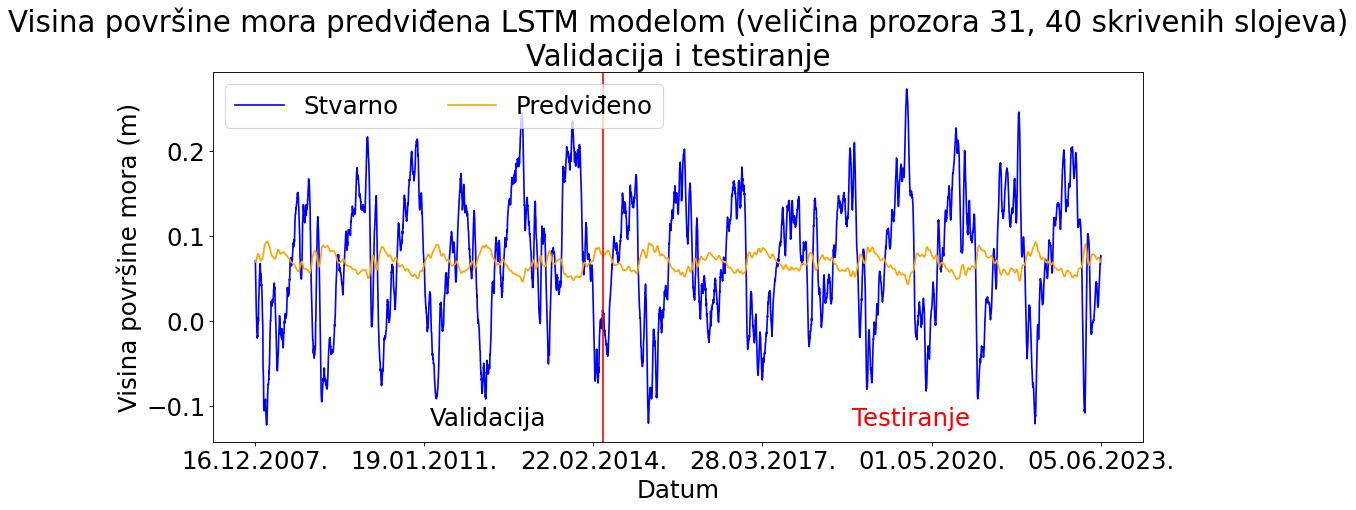 Visina površine mora predviđena LSTM modelom (veličina prozora 31, 40 skrivenih slojeva)
Validacija i testiranje
Stvarno
Predviđeno
Visina površine mora (m)
0.2
0.1
0.0
−0.1
Validacija
Testiranje
16.12.2007.
19.01.2011.
22.02.2014.
28.03.2017.
01.05.2020.
05.06.2023.
Datum